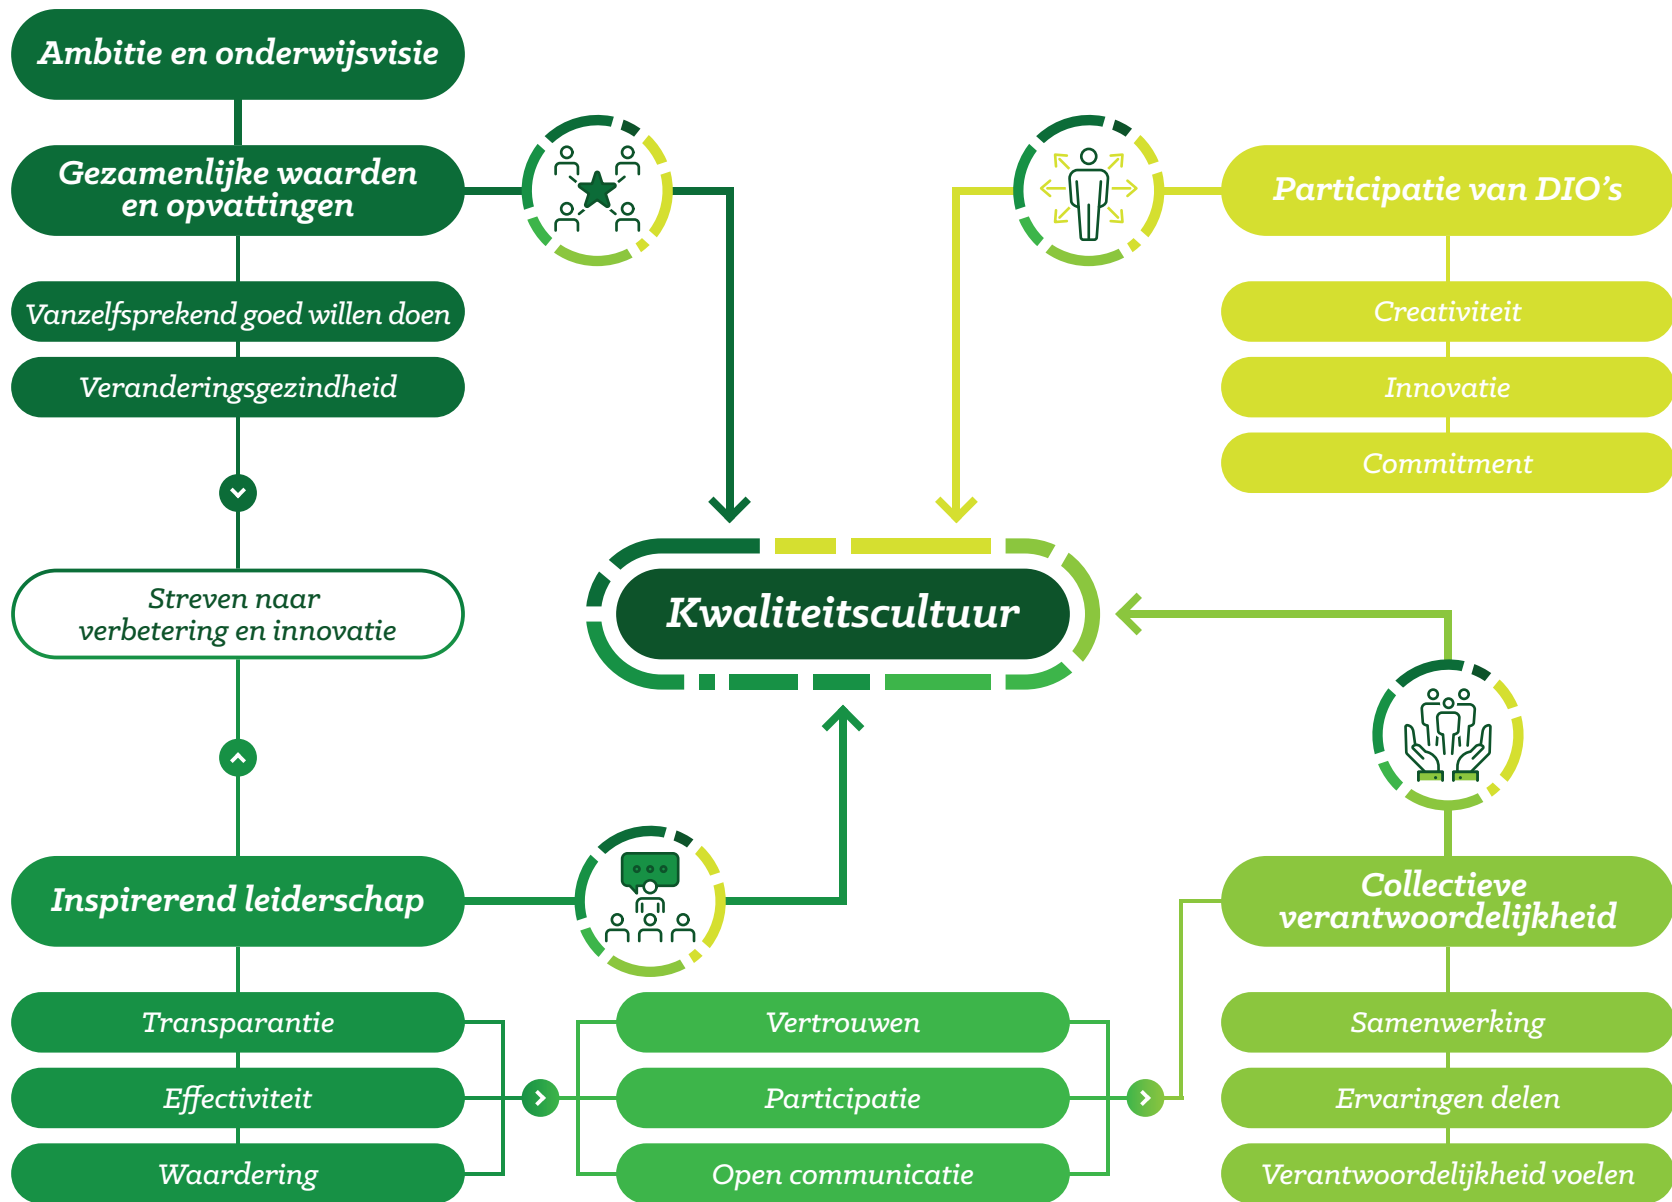 Ambitie en onderwijsvisie
Gezamenlijke waarden
en opvattingen
Vanzelfsprekend goed willen doen
Veranderingsgezindheid
Streven naar
verbetering en innovatie
Participatie van DIO's
Creativiteit
Innovatie
Commitment
Kwaliteitscultuur
Inspirerend leiderschap
Transparantie
Effectiviteit
Waardering
Vertrouwen
Participatie
Open communicatie
Collectieve
verantwoordelijkheid
Samenwerking
Ervaringen delen
Verantwoordelijkheid voelen